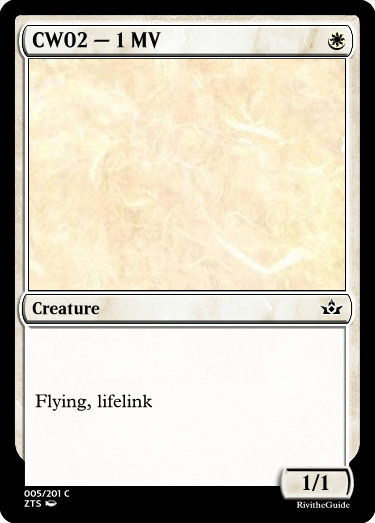 CW02 — 1 MV
Creature
Flying, lifelink
1/1
005/201 C
ZTS
RivitheGuide